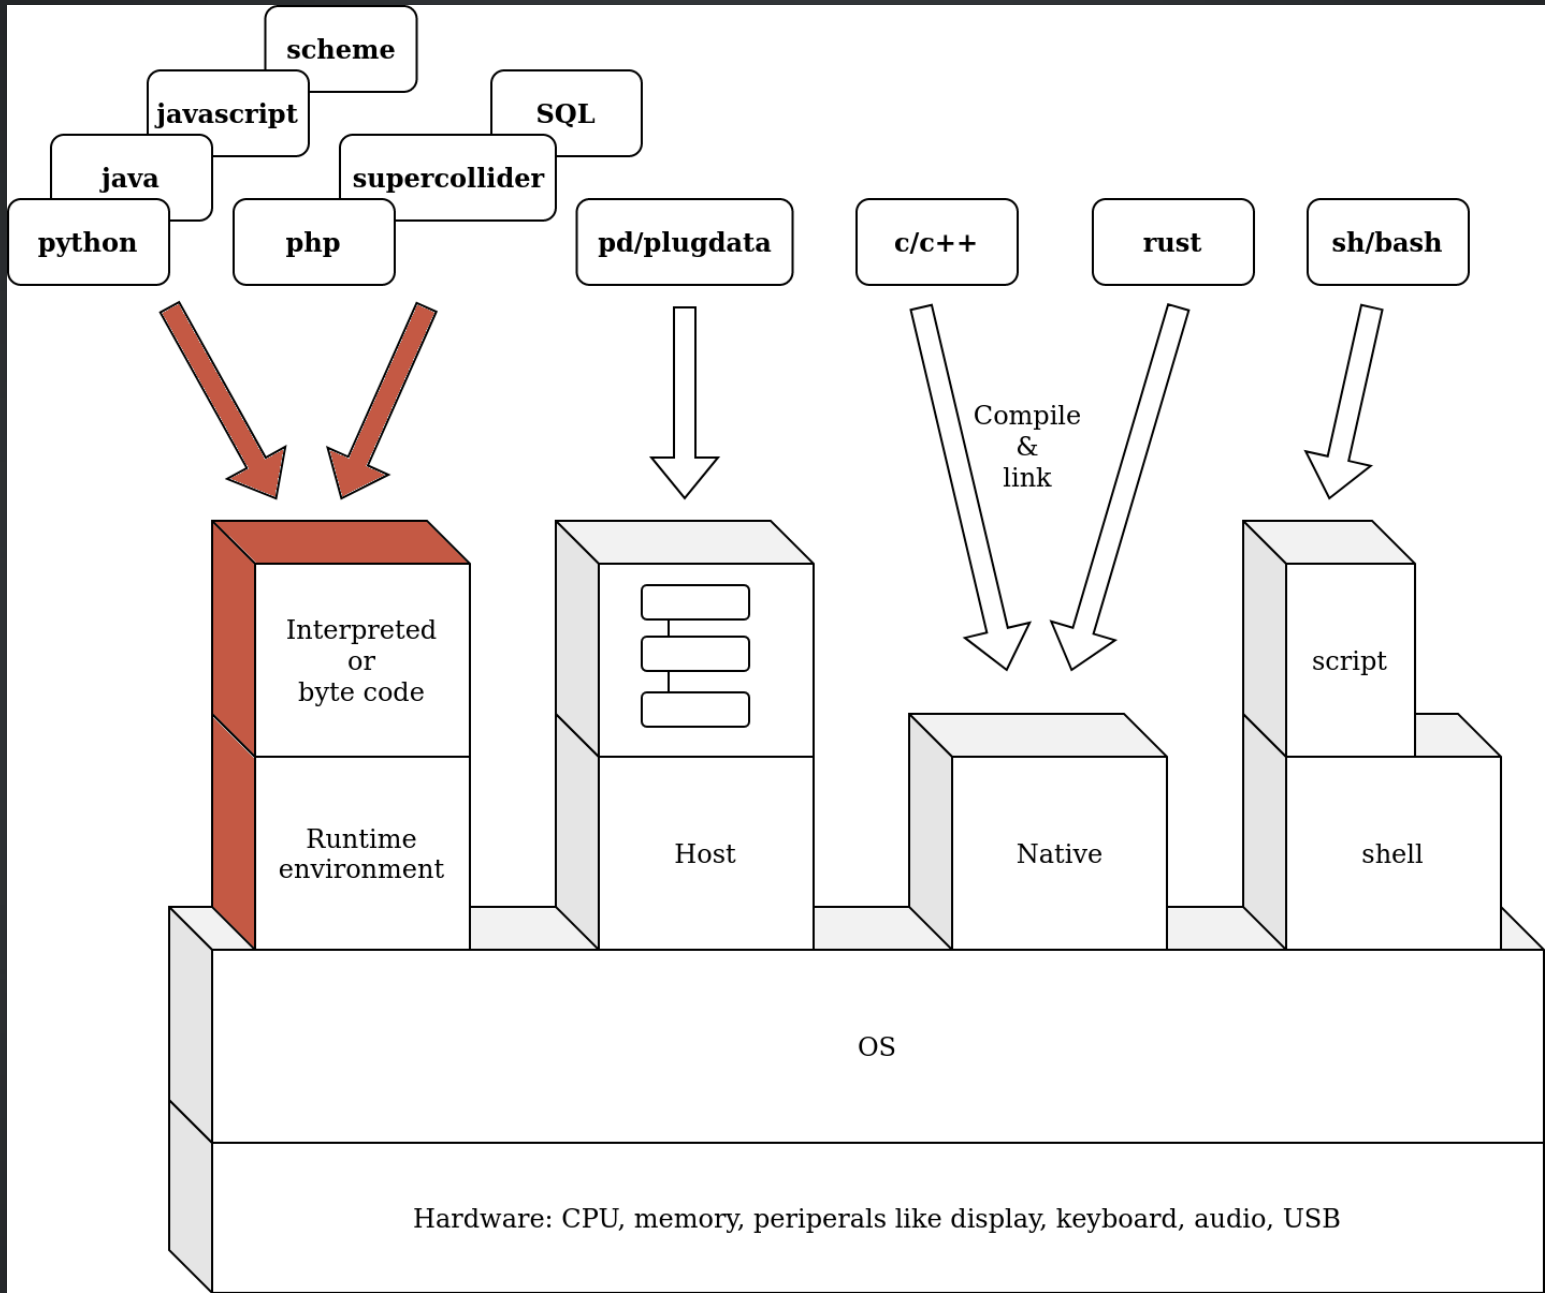 scheme
javascript
SQL
java
supercollider
python
php
pd/plugdata
c/c++
rust
sh/bash
Compile
&
link
Interpreted
or
byte code
script
Runtime
environment
Host
Native
shell
OS
Hardware: CPU, memory, periperals like display, keyboard, audio, USB